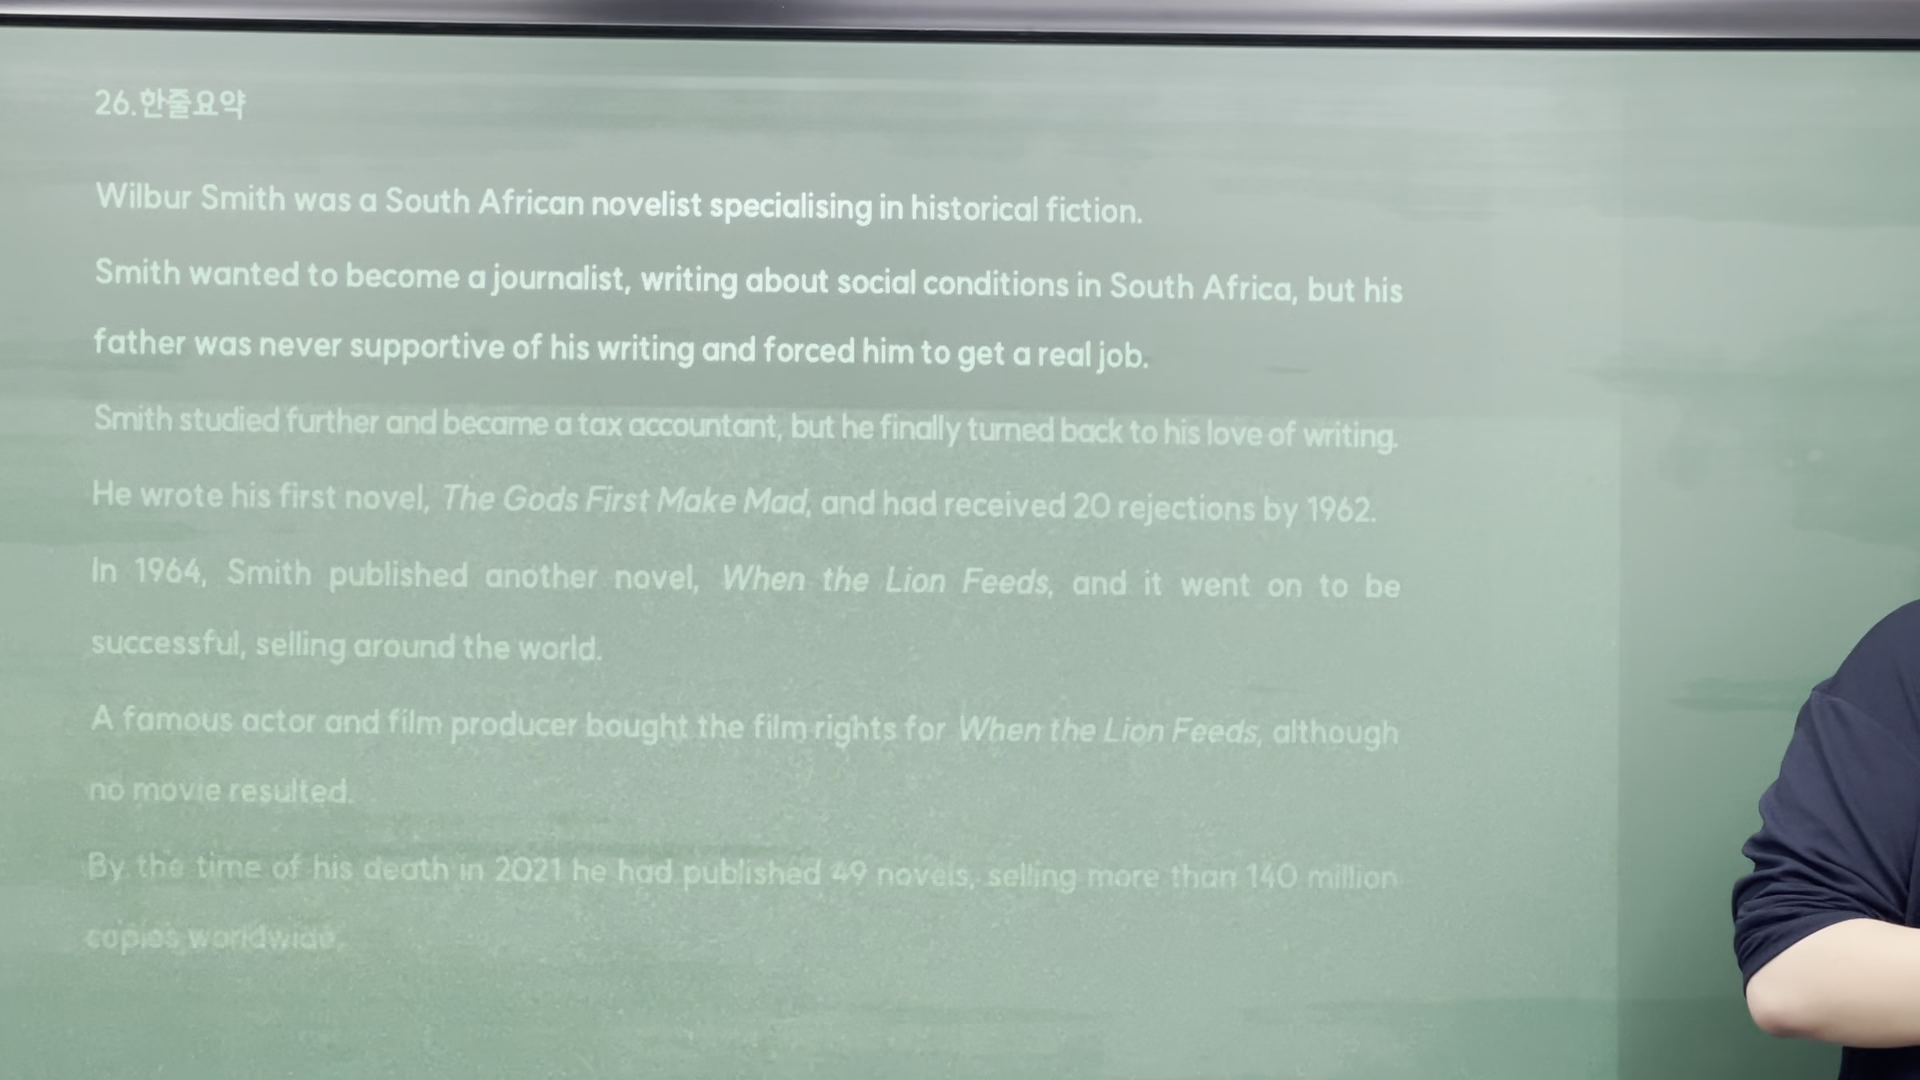 26.한줄요약
Wilbur Smith was a South African novelist specialising in historical fiction.
Smith wanted to become a journalist, writing about social conditions in South Africa, but his
father was never supportive of his writing and forced him to get a real job.
Smith studied further and became a tax accountant, but he finally turned back to his love of writing.
He wrote his first novel, The Gods First Make Mad, and had received 20 rejections by 1962.
In 1964, Smith published another novel, When the Lion Feeds, and it went on to be
successful, selling around the world.
A famous actor and film producer bought the film rights for When the Lion Feeds, although
no movie resulted.
By the time of his death in 2021 he had published 49 novels, selling more than 140 million
copies worldwide.